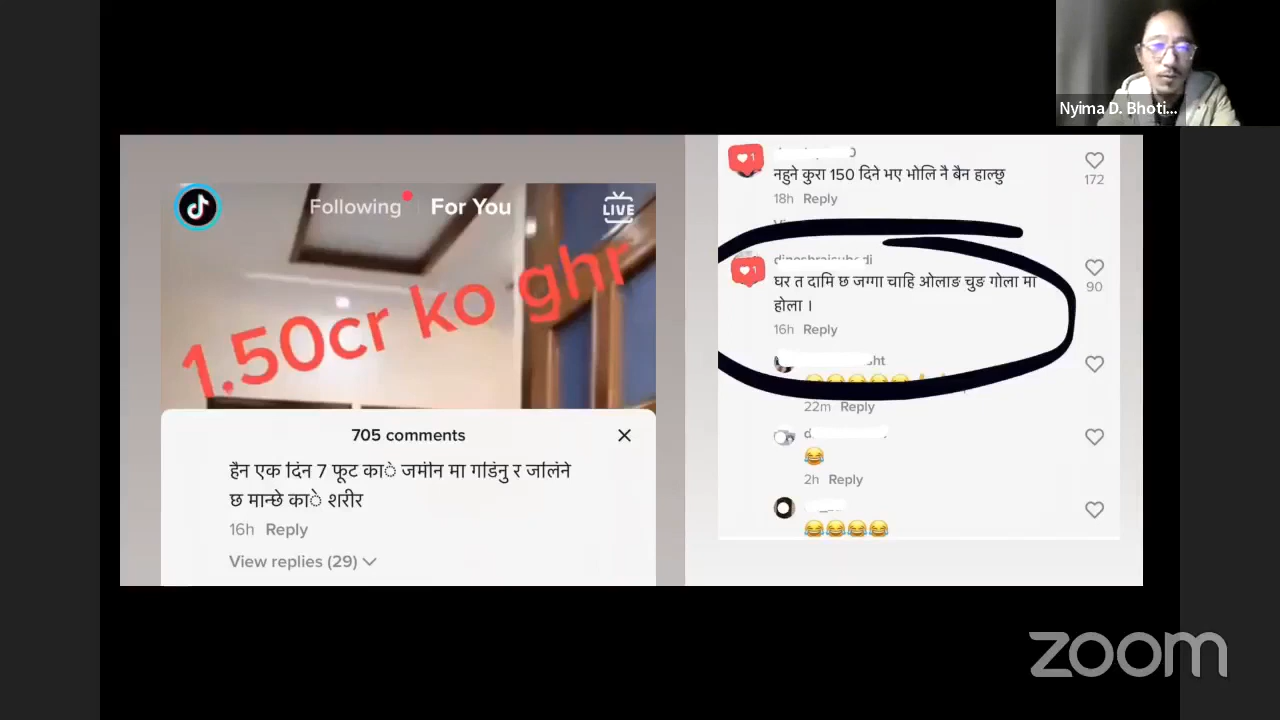 Nyima D. Bhoti...
Following
For You
LIVE
1.50cr ko ghr
705 comments
हैन एक दिन 7 फूट काे जमीन मा गाडिनु र जालिने
छ मान्छे काे शरीर
16h Reply
View replies (29)
1
नहुने कुरा 150 दिने भए भोलि नै बैन हाल्छु
172
18h Reply
1
घर त दामि छ जग्गा चाहि ओलाङ चुङ गोला मा
90
होला ।
16h Reply
22m Reply
2h Reply
zoom